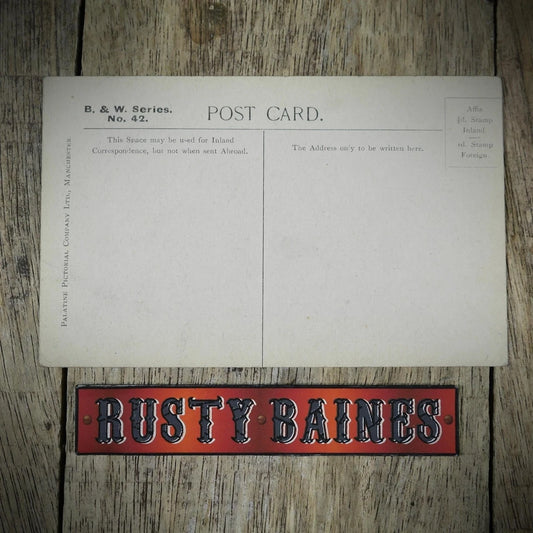 B. & W. Series.
No. 42.
POST CARD.
Affix
½d. Stamp
Inland
1d. Stamp
Foreign.
This Space may be used for Inland
Correspondence, but not when sent Abroad.
The Address only to be written here.
PALATINE PICTORIAL COMPANY LTD., MANCHESTER
RUSTY BAINES